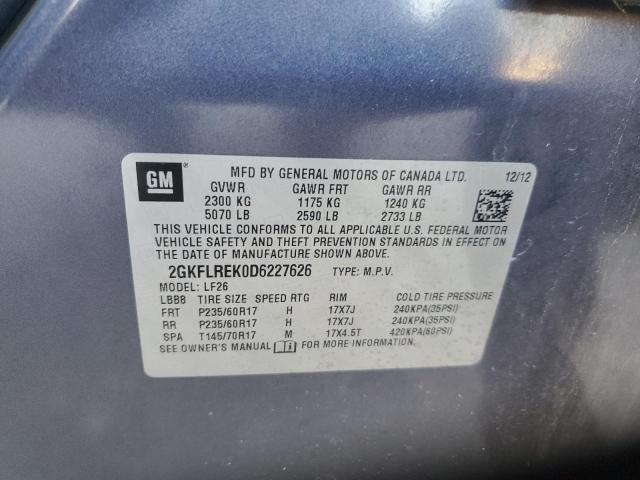 GM ® MFD BY GENERAL MOTORS OF CANADA LTD. 12/12
GVWR GAWR FRT GAWR RR
2300 KG 1175 KG 1240 KG
5070 LB 2590 LB 2733 LB
THIS VEHICLE CONFORMS TO ALL APPLICABLE U.S. FEDERAL MOTOR
VEHICLE SAFETY AND THEFT PREVENTION STANDARDS IN EFFECT
ON THE DATE OF MANUFACTURE SHOWN ABOVE.
2GKFLREK0D6227626 TYPE: M.P.V.
MODEL: LF26
LBB8 TIRE SIZE SPEED RTG RIM COLD TIRE PRESSURE
FRT P235/60R17 H 17X7J 240KPA(35PSI)
RR P235/60R17 H 17X7J 240KPA(35PSI)
SPA T145/70R17 M 17X4.5T 420KPA(60PSI)
SEE OWNER'S MANUAL FOR MORE INFORMATION.